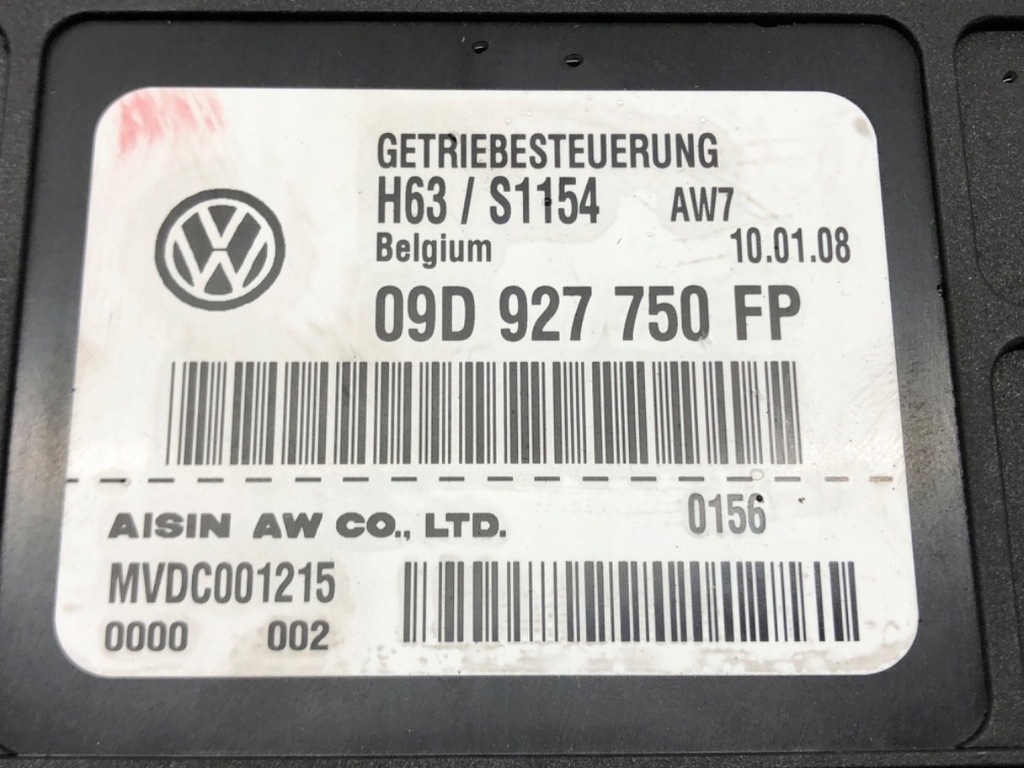 GETRIEBESTEUERUNG
H63 / S1154 AW7
Belgium 10.01.08
09D 927 750 FP
AISIN AW CO., LTD. 0156
MVDC001215
0000 002